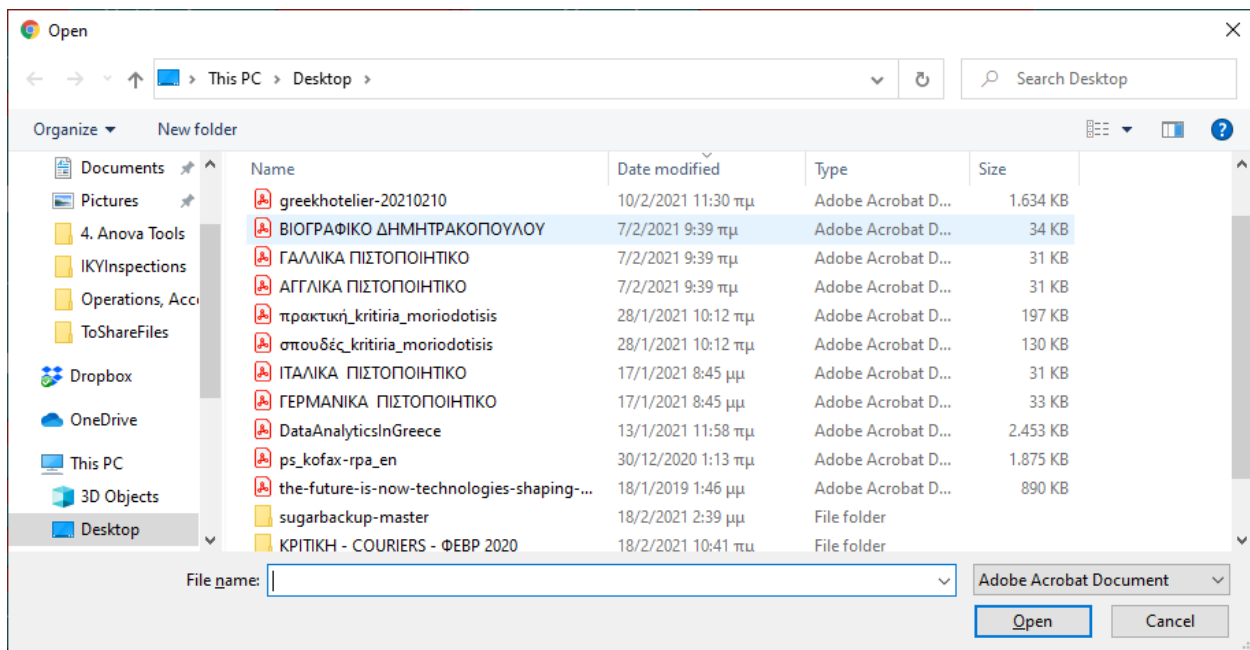 Open
This PC > Desktop >
Search Desktop
Organize
New folder
Documents
Pictures
4. Anova Tools
IKYInspections
Operations, Acc
ToShareFiles
Dropbox
OneDrive
This PC
3D Objects
Desktop
Name Date modified Type Size
greekhotelier-20210210 10/2/2021 11:30 πμ Adobe Acrobat D... 1.634 KB
ΒΙΟΓΡΑΦΙΚΟ ΔΗΜΗΤΡΑΚΟΠΟΥΛΟΥ 7/2/2021 9:39 πμ Adobe Acrobat D... 34 KB
ΓΑΛΛΙΚΑ ΠΙΣΤΟΠΟΙΗΤΙΚΟ 7/2/2021 9:39 πμ Adobe Acrobat D... 31 KB
ΑΓΓΛΙΚΑ ΠΙΣΤΟΠΟΙΗΤΙΚΟ 7/2/2021 9:39 πμ Adobe Acrobat D... 31 KB
πρακτική_kritiria_moriodotisis 28/1/2021 10:12 πμ Adobe Acrobat D... 197 KB
σπουδές_kritiria_moriodotisis 28/1/2021 10:12 πμ Adobe Acrobat D... 130 KB
ΙΤΑΛΙΚΑ ΠΙΣΤΟΠΟΙΗΤΙΚΟ 17/1/2021 8:45 μμ Adobe Acrobat D... 31 KB
ΓΕΡΜΑΝΙΚΑ ΠΙΣΤΟΠΟΙΗΤΙΚΟ 17/1/2021 8:45 μμ Adobe Acrobat D... 33 KB
DataAnalyticsInGreece 13/1/2021 11:58 πμ Adobe Acrobat D... 2.453 KB
ps_kofax-rpa_en 30/12/2020 1:13 πμ Adobe Acrobat D... 1.875 KB
the-future-is-now-technologies-shaping-... 18/1/2019 1:46 μμ Adobe Acrobat D... 890 KB
sugarbackup-master 18/2/2021 2:39 μμ File folder
ΚΡΙΤΙΚΗ - COURIERS - ΦΕΒΡ 2020 18/2/2021 10:41 πμ File folder
File name:
Adobe Acrobat Document
Open
Cancel